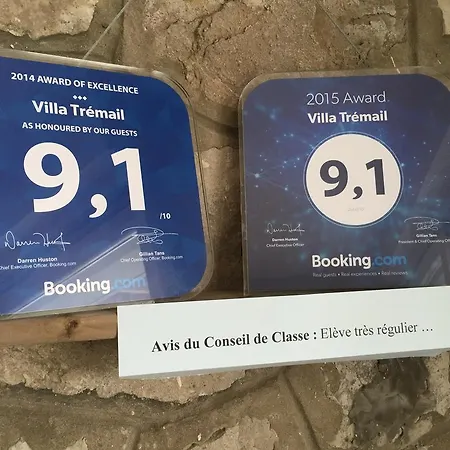 2014 AWARD OF EXCELLENCE
Villa Trémail
AS HONOURED BY OUR GUESTS
9,1
/10
Darren Huston
Chief Executive Officer, Booking.com
Gillian Tans
Chief Operating Officer, Booking.com
Booking.com
2015 Award
Villa Trémail
9,1
Darren Huston
Chief Executive Officer
Gillian Tans
President & Chief Operating
Booking.com
Real guests • Real experiences • Real reviews
Avis du Conseil de Classe : Elève très régulier ...